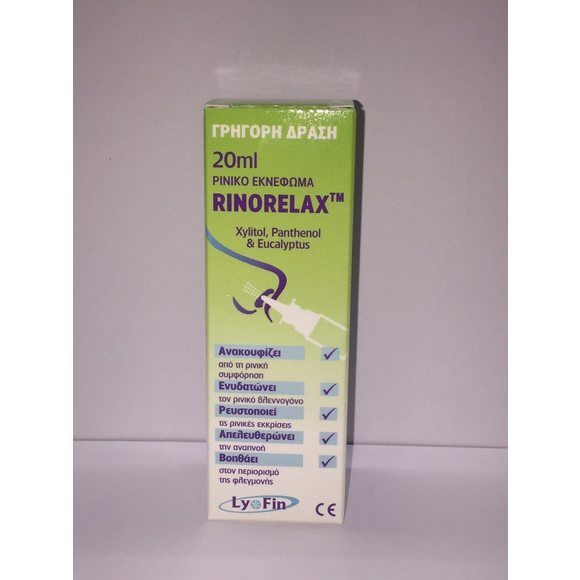 ΓΡΗΓΟΡΗ ΔΡΑΣΗ
20ml
ΡΙΝΙΚΟ ΕΚΝΕΦΩΜΑ
RINORELAX™
Xylitol, Panthenol
& Eucalyptus
Ανακουφίζει
από τη ρινική
συμφόρηση
Ενυδατώνει
τον ρινικό βλεννογόνο
Ρευστοποιεί
τις ρινικές εκκρίσεις
Απελευθερώνει
την αναπνοή
Βοηθάει
στον περιορισμό
της φλεγμονής
LyoFin CE